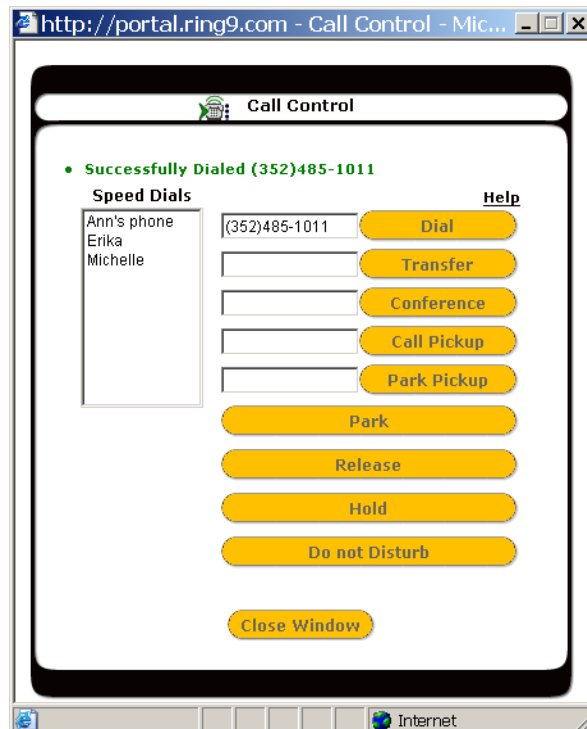 http://portal.ring9.com - Call Control - Mic...
Call Control
• Successfully Dialed (352)485-1011
Speed Dials
Help
Ann's phone
Erika
Michelle
(352)485-1011
Dial
Transfer
Conference
Call Pickup
Park Pickup
Park
Release
Hold
Do not Disturb
Close Window
Internet